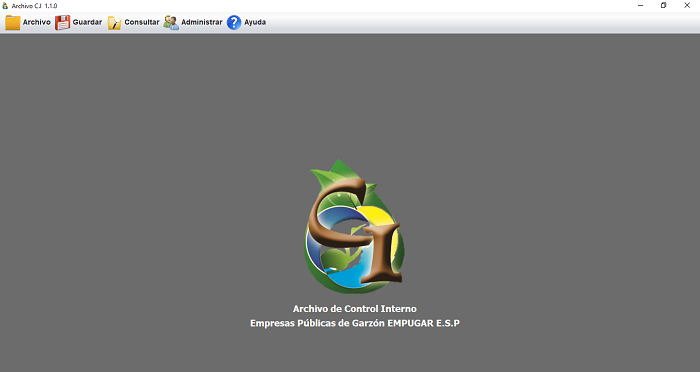 Archivo C.I 1.1.0
Archivo Guardar Consultar Administrar Ayuda
CI
Archivo de Control Interno
Empresas Públicas de Garzón EMPUGAR E.S.P